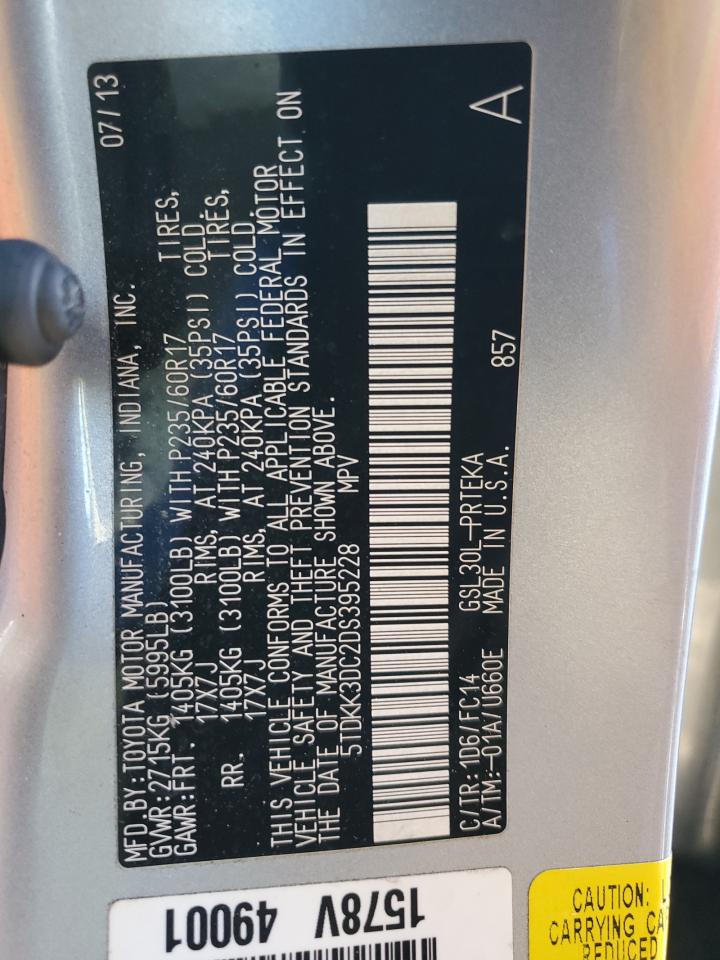 MFD.BY:TOYOTA MOTOR MANUFACTURING, INDIANA, INC. 07/13
GVWR:2715KG (5995LB)
GAWR:FRT. 1405KG (3100LB) WITH P235/60R17 TIRES,
17X7J RIMS, AT 240KPA (35PSI) COLD.
RR. 1405KG (3100LB) WITH P235/60R17 TIRES,
17X7J RIMS, AT 240KPA (35PSI) COLD.
THIS VEHICLE CONFORMS TO ALL APPLICABLE FEDERAL MOTOR
VEHICLE SAFETY AND THEFT PREVENTION STANDARDS IN EFFECT ON
THE DATE OF MANUFACTURE SHOWN ABOVE.
5TDKK3DC2DS395228 MPV
C/TR:1D6/FC14 GSL30L-PRTEKA 857 A
A/TM:-01A/U660E MADE IN U.S.A.
1578V 49001
CAUTION:
CARRYING
REDUCED